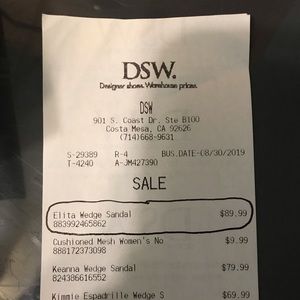 DSW.
Designer shoes. Warehouse prices.
DSW
901 S. Coast Dr. Ste B100
Costa Mesa, CA 92626
(714)668-9631
S-29389 R-4 BUS.DATE-08/30/2019
T-4240 A-JM427390
SALE
Elita Wedge Sandal $89.99
883992465862
Cushioned Mesh Women's No $9.99
888172373098
Keanna Wedge Sandal $79.99
824386616552
Kimmie Espadrille Wedge S $69.99